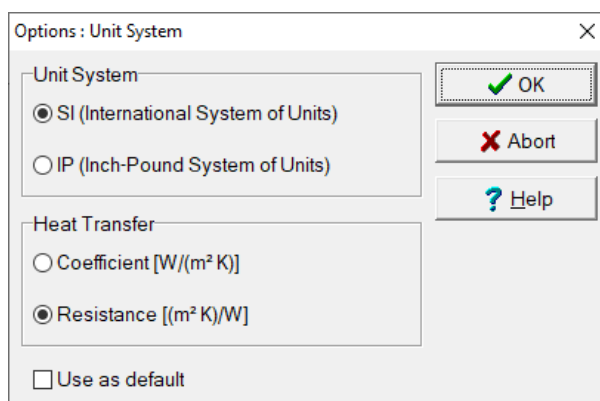 Options : Unit System
Unit System
SI (International System of Units)
IP (Inch-Pound System of Units)
Heat Transfer
Coefficient [W/(m² K)]
Resistance [(m² K)/W]
Use as default
OK
Abort
Help